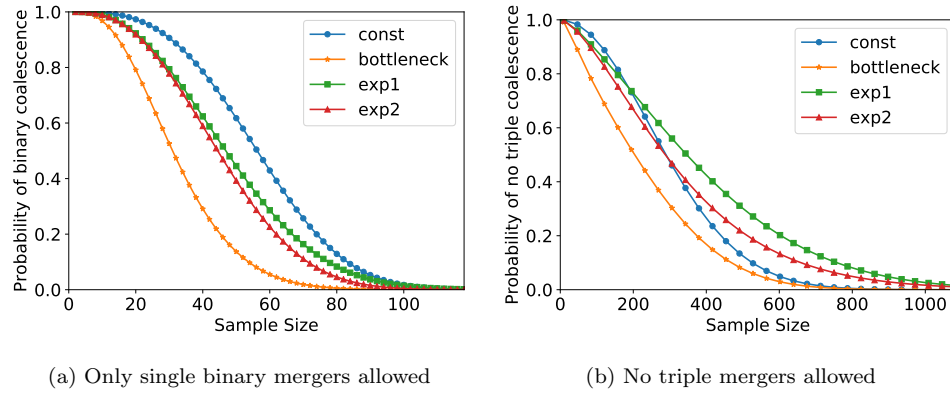 Probability of binary coalescence
1.0
0.8
0.6
0.4
0.2
0.0
const
bottleneck
exp1
exp2
0 20 40 60 80 100
Sample Size
(a) Only single binary mergers allowed
Probability of no triple coalescence
1.0
0.8
0.6
0.4
0.2
0.0
const
bottleneck
exp1
exp2
0 200 400 600 800 1000
Sample Size
(b) No triple mergers allowed